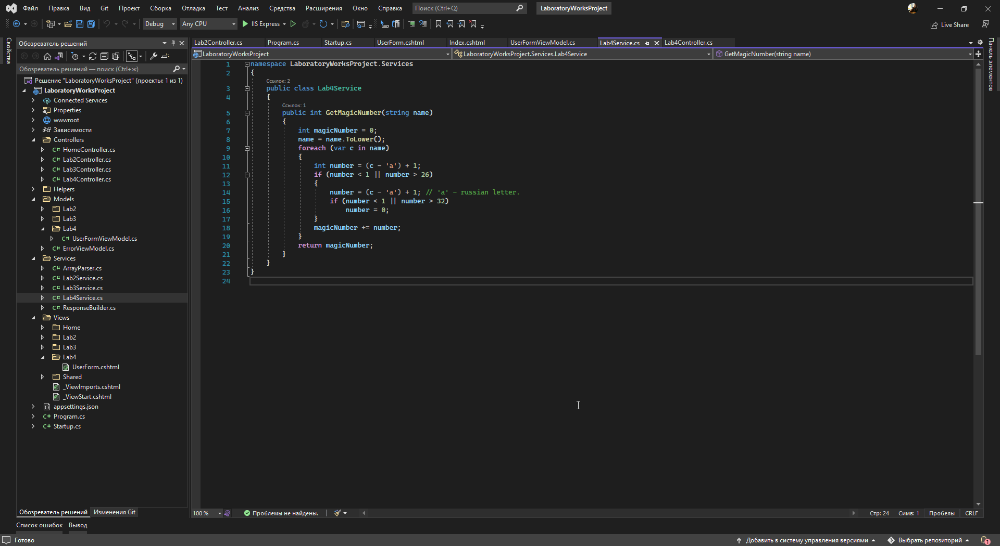 Файл Правка Вид Git Проект Сборка Отладка Тест Анализ Средства Расширения Окно Справка Поиск (Ctrl+Q) LaboratoryWorksProject
Debug Any CPU IIS Express Live Share
Свойства
Обозреватель решений
Обозреватель решений — поиск (Ctrl+ж)
Решение "LaboratoryWorksProject" (проекты: 1 из 1)
LaboratoryWorksProject
Connected Services
Properties
wwwroot
Зависимости
Controllers
C# HomeController.cs
C# Lab2Controller.cs
C# Lab3Controller.cs
C# Lab4Controller.cs
Helpers
Models
Lab2
Lab3
Lab4
C# UserFormViewModel.cs
C# ErrorViewModel.cs
Services
C# ArrayParser.cs
C# Lab2Service.cs
C# Lab3Service.cs
C# Lab4Service.cs
C# ResponseBuilder.cs
Views
Home
Lab2
Lab3
Lab4
UserForm.cshtml
Shared
_ViewImports.cshtml
_ViewStart.cshtml
appsettings.json
C# Program.cs
C# Startup.cs
Обозреватель решений Изменения Git
Lab2Controller.cs Program.cs Startup.cs UserForm.cshtml Index.cshtml UserFormViewModel.cs Lab4Service.cs Lab4Controller.cs
LaboratoryWorksProject LaboratoryWorksProject.Services.Lab4Service GetMagicNumber(string name)
1 namespace LaboratoryWorksProject.Services
2 {
Ссылок: 2
3 public class Lab4Service
4 {
Ссылок: 1
5 public int GetMagicNumber(string name)
6 {
7 int magicNumber = 0;
8 name = name.ToLower();
9 foreach (var c in name)
10 {
11 int number = (c - 'a') + 1;
12 if (number < 1 || number > 26)
13 {
14 number = (c - 'а') + 1; // 'а' - russian letter.
15 if (number < 1 || number > 32)
16 number = 0;
17 }
18 magicNumber += number;
19 }
20 return magicNumber;
21 }
22 }
23 }
24
Панель элементов
100 % Проблемы не найдены. Стр: 24 Симв: 1 Пробелы CRLF
Список ошибок Вывод
Готово Добавить в систему управления версиями Выбрать репозиторий 1